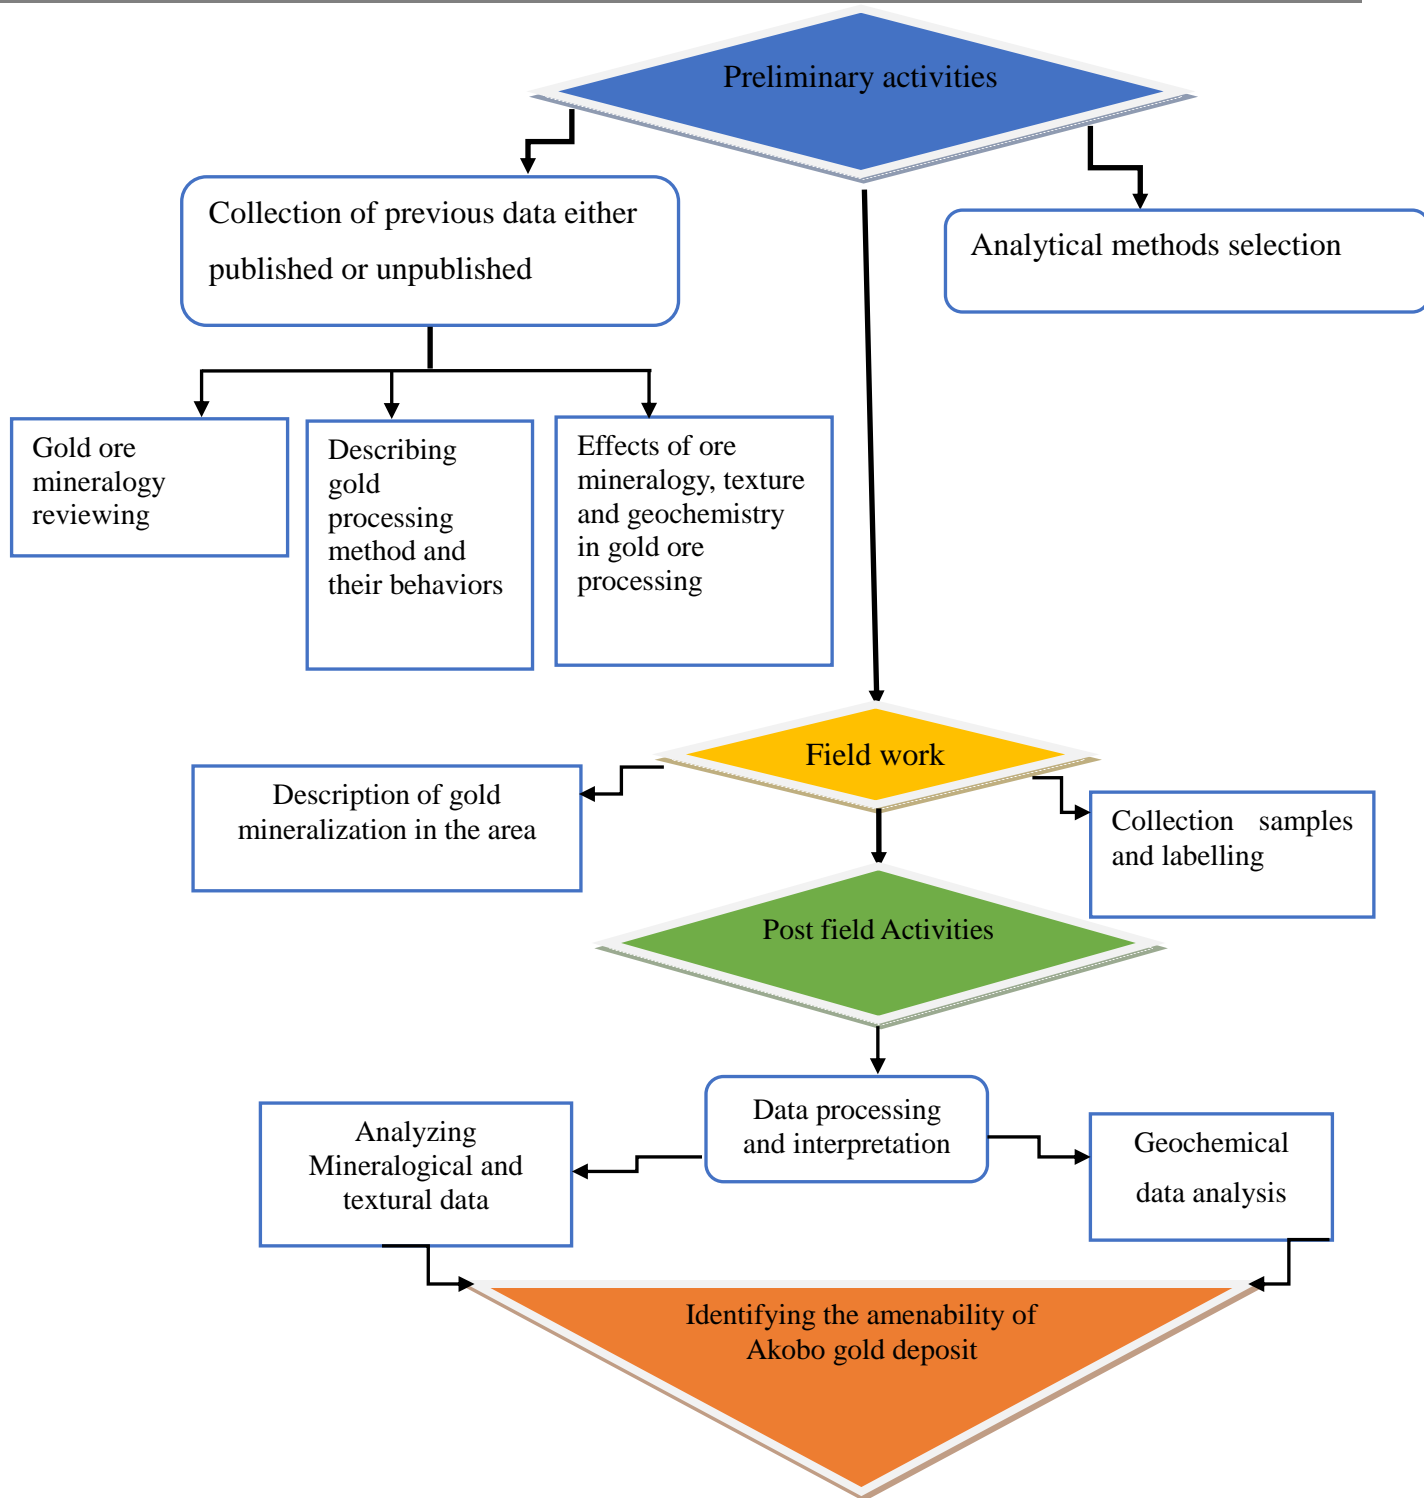 Preliminary activities
Collection of previous data either
published or unpublished
Analytical methods selection
Gold ore
mineralogy
reviewing
Describing
gold
processing
method and
their behaviors
Effects of ore
mineralogy, texture
and geochemistry
in gold ore
processing
Field work
Description of gold
mineralization in the area
Collection samples
and labelling
Post field Activities
Data processing
and interpretation
Analyzing
Mineralogical and
textural data
Geochemical
data analysis
Identifying the amenability of
Akobo gold deposit